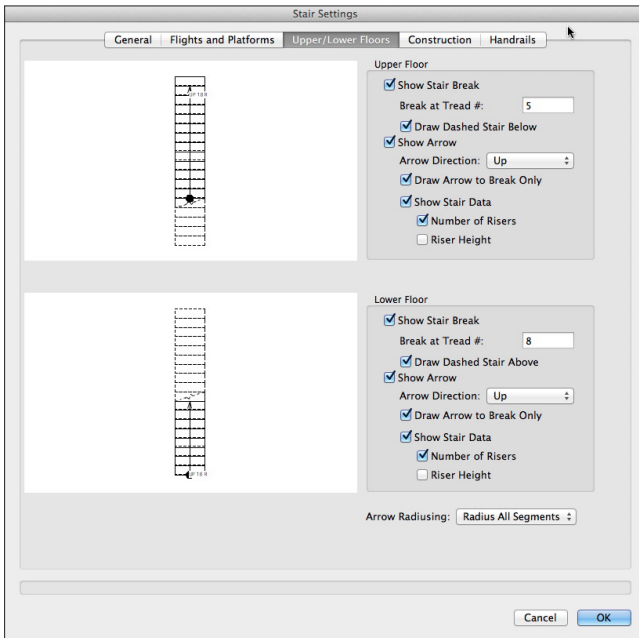 Stair Settings
General Flights and Platforms Upper/Lower Floors Construction Handrails
Upper Floor
Show Stair Break
Break at Tread #: 5
Draw Dashed Stair Below
Show Arrow
Arrow Direction: Up
Draw Arrow to Break Only
Show Stair Data
Number of Risers
Riser Height
Lower Floor
Show Stair Break
Break at Tread #: 8
Draw Dashed Stair Above
Show Arrow
Arrow Direction: Up
Draw Arrow to Break Only
Show Stair Data
Number of Risers
Riser Height
Arrow Radiusing: Radius All Segments
Cancel OK